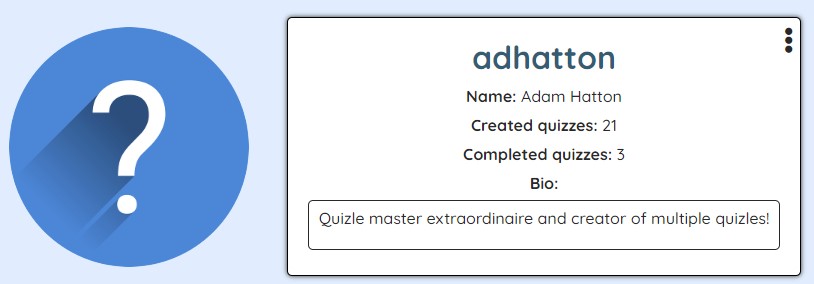 ?
adhatton
Name: Adam Hatton
Created quizzes: 21
Completed quizzes: 3
Bio:
Quizle master extraordinaire and creator of multiple quizles!